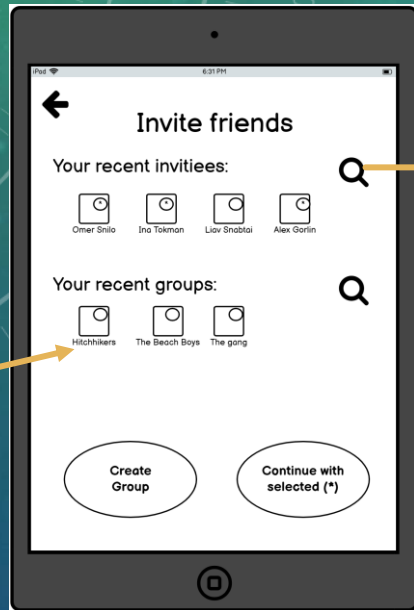 iPod 6:31 PM
Invite friends
Your recent invitiees:
* * *
Omer Snilo Ina Tokman Liav Snabtai Alex Gorlin
Your recent groups:
Hitchhikers The Beach Boys The gang
Create Continue with
Group selected (*)